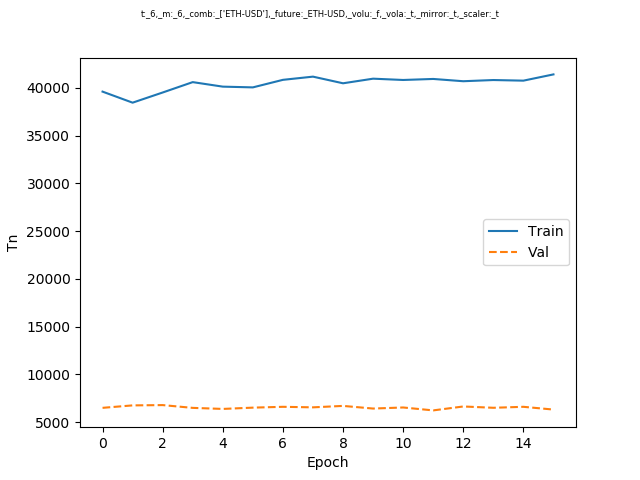 t:_6,_m:_6,_comb:_['ETH-USD'],_future:_ETH-USD,_volu:_f,_vola:_t,_mirror:_t,_scaler:_t
40000
35000
30000
25000
20000
15000
10000
5000
Tn
Train
Val
0 2 4 6 8 10 12 14
Epoch